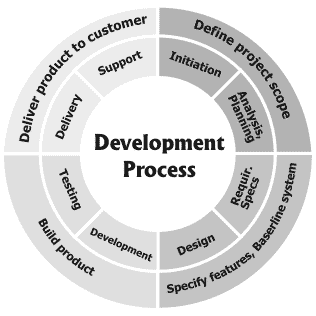 Development
Process
Define project scope
Initiation
Analysis,
Planning
Specify features, Baserline system
Requir.
Specs
Design
Build product
Development
Testing
Deliver product to customer
Delivery
Support